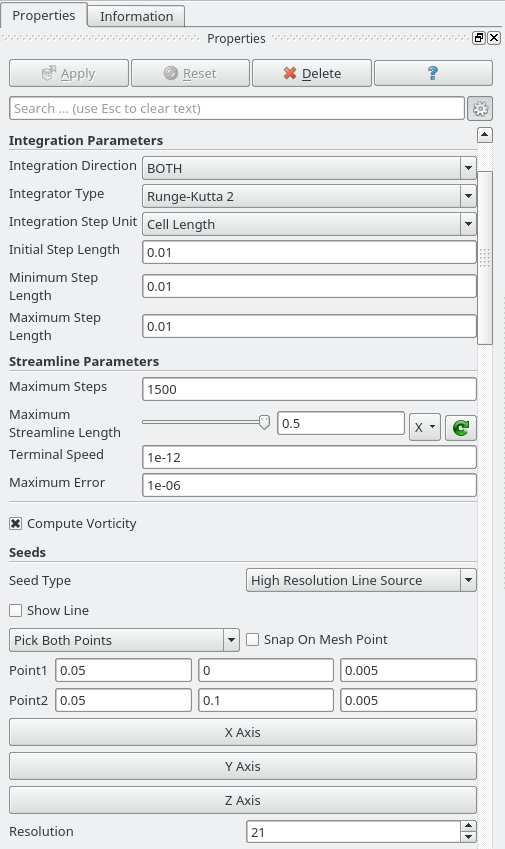 Properties Information
Properties
Apply Reset Delete ?
Search ... (use Esc to clear text)
Integration Parameters
Integration Direction BOTH
Integrator Type Runge-Kutta 2
Integration Step Unit Cell Length
Initial Step Length 0.01
Minimum Step
Length 0.01
Maximum Step
Length 0.01
Streamline Parameters
Maximum Steps 1500
Maximum
Streamline Length 0.5 X
Terminal Speed 1e-12
Maximum Error 1e-06
Compute Vorticity
Seeds
Seed Type High Resolution Line Source
Show Line
Pick Both Points Snap On Mesh Point
Point1 0.05 0 0.005
Point2 0.05 0.1 0.005
X Axis
Y Axis
Z Axis
Resolution 21